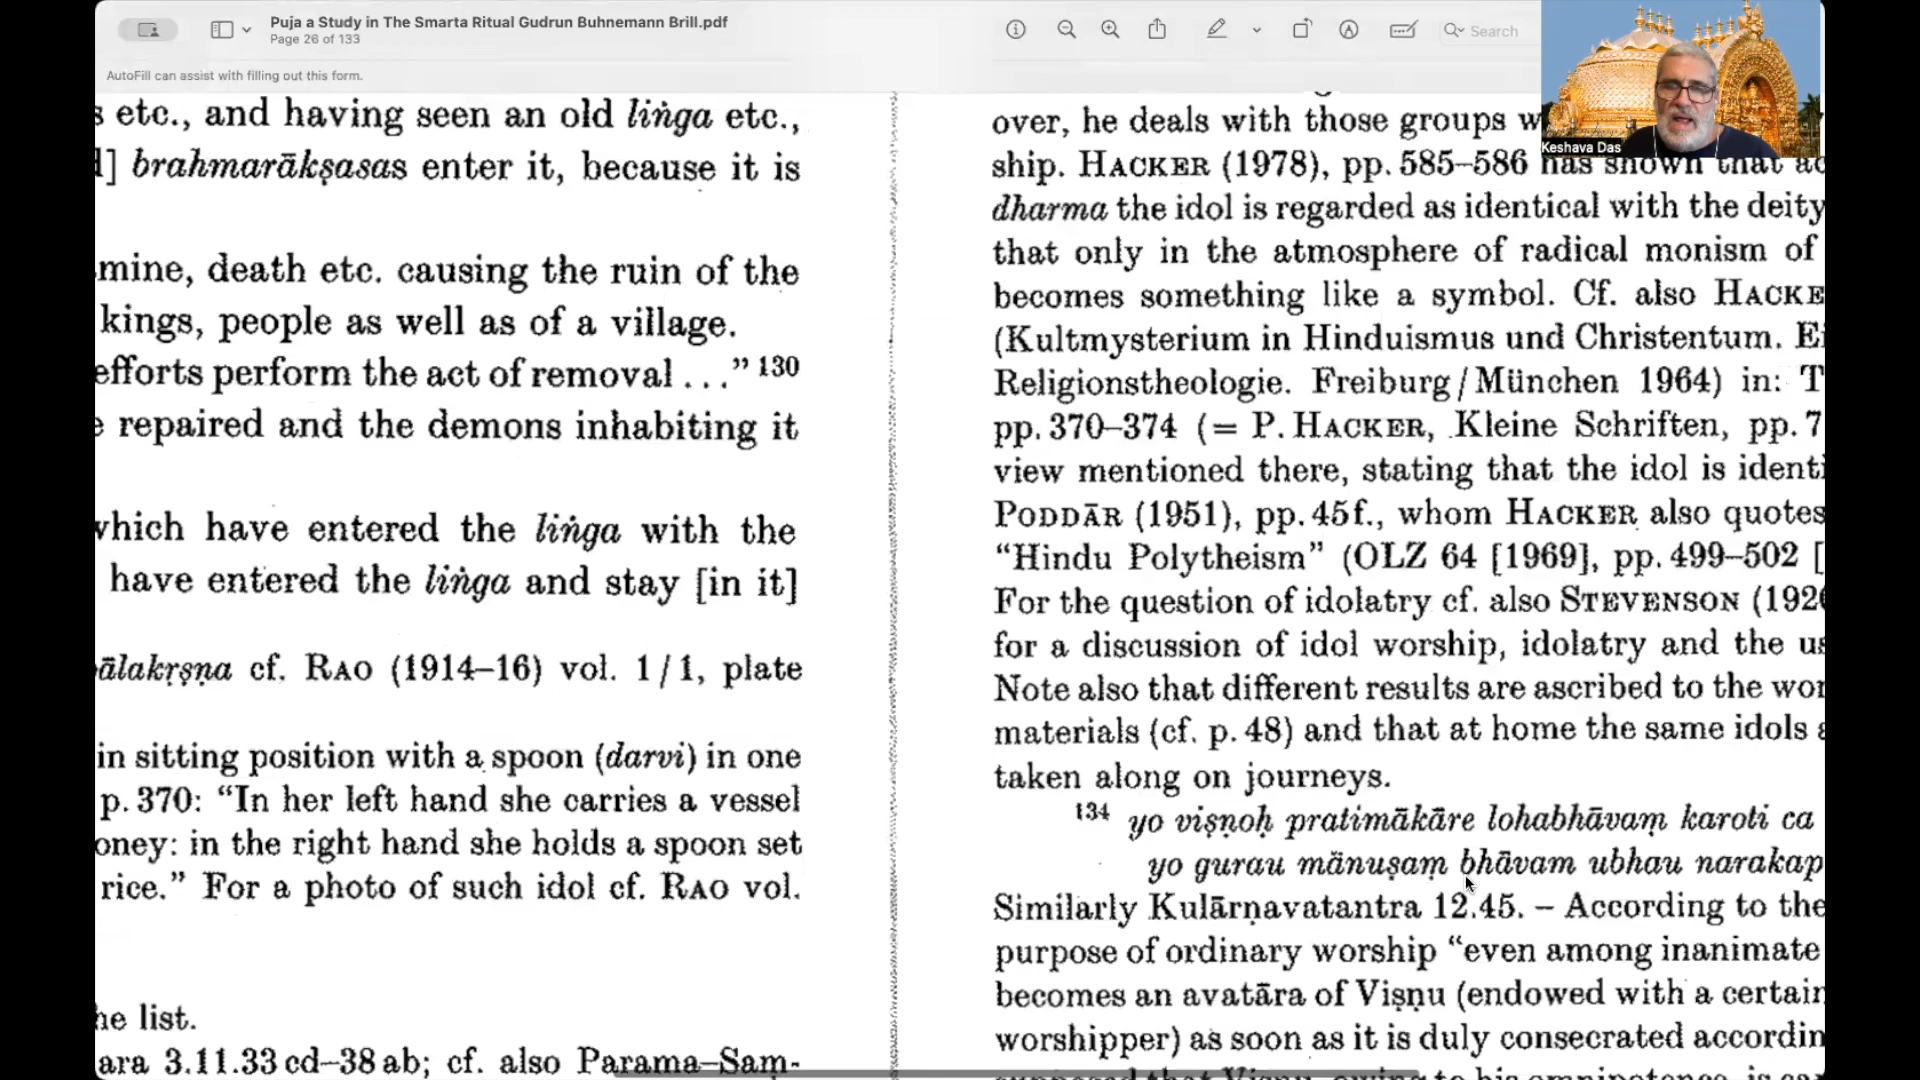 Puja a Study in The Smarta Ritual Gudrun Buhnemann Brill.pdf
Page 26 of 133
Search
AutoFill can assist with filling out this form.
Keshava Das
s etc., and having seen an old liṅga etc.,
] brahmarākṣasas enter it, because it is
mine, death etc. causing the ruin of the
kings, people as well as of a village.
efforts perform the act of removal . . .” 130
e repaired and the demons inhabiting it
which have entered the liṅga with the
have entered the liṅga and stay [in it]
ālakṛṣṇa cf. RAO (1914–16) vol. 1/1, plate
in sitting position with a spoon (darvi) in one
p. 370: “In her left hand she carries a vessel
oney: in the right hand she holds a spoon set
rice.” For a photo of such idol cf. RAO vol.
he list.
ara 3.11.33 cd–38 ab; cf. also Parama–Sam-
over, he deals with those groups w
ship. HACKER (1978), pp. 585–586 has shown that ac
dharma the idol is regarded as identical with the deity
that only in the atmosphere of radical monism of
becomes something like a symbol. Cf. also HACKE
(Kultmysterium in Hinduismus und Christentum. Ei
Religionstheologie. Freiburg/München 1964) in: T
pp. 370–374 (= P. HACKER, Kleine Schriften, pp. 7
view mentioned there, stating that the idol is identi
PODDĀR (1951), pp. 45f., whom HACKER also quotes
“Hindu Polytheism” (OLZ 64 [1969], pp. 499–502 [
For the question of idolatry cf. also STEVENSON (192
for a discussion of idol worship, idolatry and the us
Note also that different results are ascribed to the wor
materials (cf. p. 48) and that at home the same idols a
taken along on journeys.
134 yo viṣṇoḥ pratimākāre lohabhāvaṃ karoti ca
yo gurau mānuṣaṃ bhāvam ubhau narakap
Similarly Kulārṇavatantra 12.45. – According to the
purpose of ordinary worship “even among inanimate
becomes an avatāra of Viṣṇu (endowed with a certain
worshipper) as soon as it is duly consecrated accordin